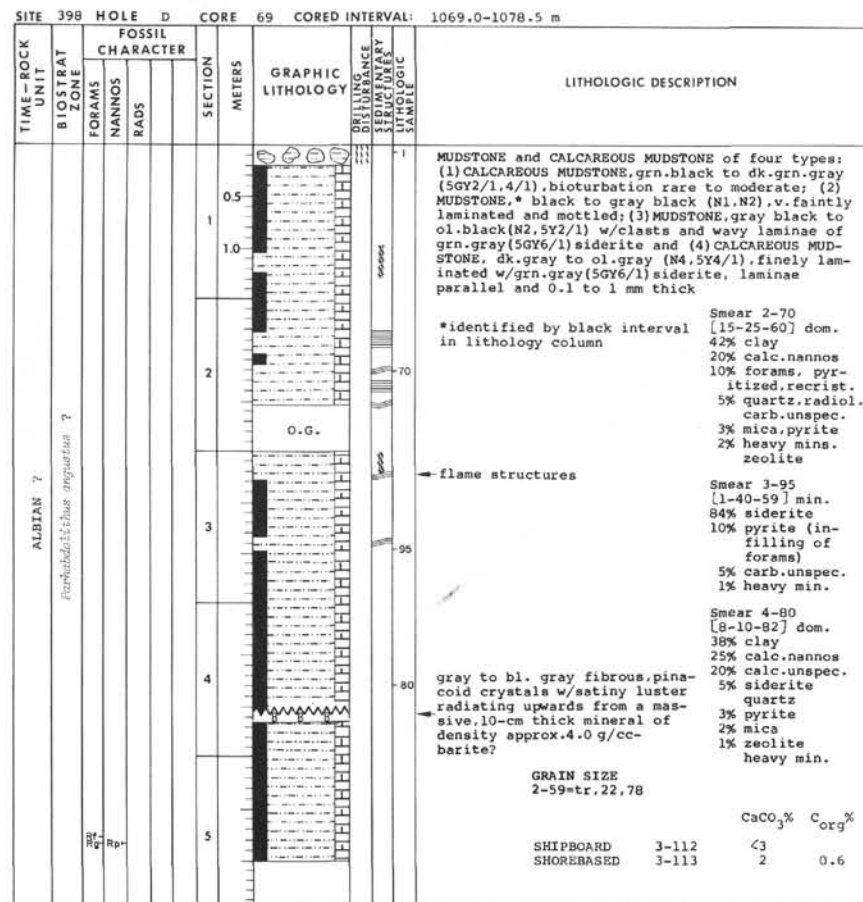 SITE 398 HOLE D CORE 69 CORED INTERVAL: 1069.0-1078.5 m
TIME-ROCK UNIT
BIOSTRAT ZONE
FOSSIL CHARACTER
FORAMS
NANNOS
RADS
SECTION
METERS
GRAPHIC LITHOLOGY
DRILLING DISTURBANCE
SEDIMENTARY STRUCTURES
LITHOLOGIC SAMPLE
LITHOLOGIC DESCRIPTION
ALBIAN ?
Parhabdolithus angustus ?
Rf-
Rg-
Rp-
1
0.5
1.0
2
O.G.
3
4
B B B
5
1
70
95
80
MUDSTONE and CALCAREOUS MUDSTONE of four types:
(1) CALCAREOUS MUDSTONE, grn.black to dk.grn.gray
(5GY2/1,4/1), bioturbation rare to moderate; (2)
MUDSTONE,* black to gray black (N1,N2), v.faintly
laminated and mottled; (3) MUDSTONE, gray black to
ol.black(N2,5Y2/1) w/clasts and wavy laminae of
grn.gray(5GY6/1) siderite and (4) CALCAREOUS MUD-
STONE, dk.gray to ol.gray (N4,5Y4/1), finely lam-
inated w/grn.gray(5GY6/1) siderite, laminae
parallel and 0.1 to 1 mm thick
*identified by black interval
in lithology column
Smear 2-70
[15-25-60] dom.
42% clay
20% calc.nannos
10% forams, pyr-
itized,recrist.
5% quartz,radiol.
carb.unspec.
3% mica,pyrite
2% heavy mins.
zeolite
flame structures
Smear 3-95
[1-40-59] min.
84% siderite
10% pyrite (in-
filling of
forams)
5% carb.unspec.
1% heavy min.
Smear 4-80
[8-10-82] dom.
38% clay
25% calc.nannos
20% calc.unspec.
5% siderite
quartz
3% pyrite
2% mica
1% zeolite
heavy min.
gray to bl. gray fibrous,pina-
coid crystals w/satiny luster
radiating upwards from a mas-
sive,10-cm thick mineral of
density approx.4.0 g/cc-
barite?
GRAIN SIZE
2-59=tr,22,78
CaCO3% Corg%
SHIPBOARD 3-112 <3
SHOREBASED 3-113 2 0.6